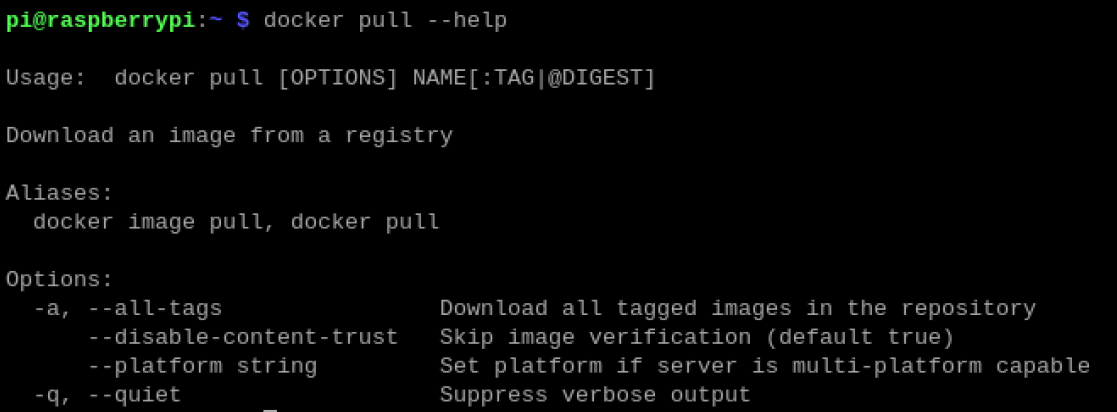 pi@raspberrypi:~ $ docker pull --help
Usage:  docker pull [OPTIONS] NAME[:TAG|@DIGEST]
Download an image from a registry
Aliases:
  docker image pull, docker pull
Options:
  -a, --all-tags                Download all tagged images in the repository
      --disable-content-trust   Skip image verification (default true)
      --platform string         Set platform if server is multi-platform capable
  -q, --quiet                   Suppress verbose output